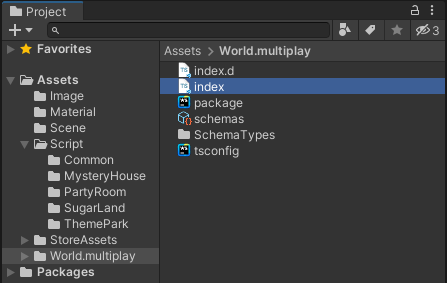 Project
3
Favorites
Assets
Image
Material
Scene
Script
Common
MysteryHouse
PartyRoom
SugarLand
ThemePark
StoreAssets
World.multiplay
Packages
Assets > World.multiplay
index.d
index
package
schemas
SchemaTypes
tsconfig